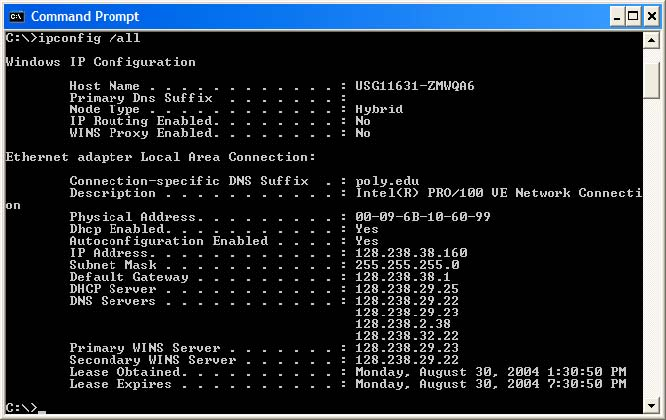 Command Prompt
C:\>ipconfig /all
Windows IP Configuration
Host Name . . . . . . . . . . . . : USG11631-ZMWQA6
Primary Dns Suffix . . . . . . . :
Node Type . . . . . . . . . . . . : Hybrid
IP Routing Enabled. . . . . . . . : No
WINS Proxy Enabled. . . . . . . . : No
Ethernet adapter Local Area Connection:
Connection-specific DNS Suffix . : poly.edu
Description . . . . . . . . . . . : Intel(R) PRO/100 VE Network Connecti
on
Physical Address. . . . . . . . . : 00-09-6B-10-60-99
Dhcp Enabled. . . . . . . . . . . : Yes
Autoconfiguration Enabled . . . . : Yes
IP Address. . . . . . . . . . . . : 128.238.38.160
Subnet Mask . . . . . . . . . . . : 255.255.255.0
Default Gateway . . . . . . . . . : 128.238.38.1
DHCP Server . . . . . . . . . . . : 128.238.29.25
DNS Servers . . . . . . . . . . . : 128.238.29.22
128.238.29.23
128.238.2.38
128.238.32.22
Primary WINS Server . . . . . . . : 128.238.29.23
Secondary WINS Server . . . . . . : 128.238.29.22
Lease Obtained. . . . . . . . . . : Monday, August 30, 2004 1:30:50 PM
Lease Expires . . . . . . . . . . : Monday, August 30, 2004 7:30:50 PM
C:\>_